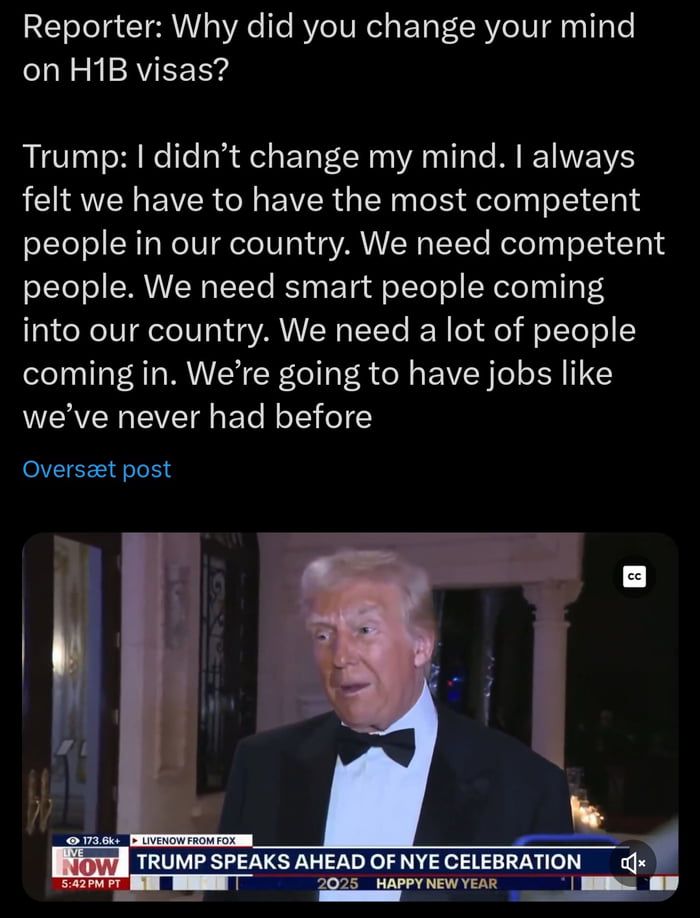 Reporter: Why did you change your mind
on H1B visas?
Trump: I didn’t change my mind. I always
felt we have to have the most competent
people in our country. We need competent
people. We need smart people coming
into our country. We need a lot of people
coming in. We’re going to have jobs like
we’ve never had before
Oversæt post
CC
173.6k+ LIVENOW FROM FOX
LIVE
NOW TRUMP SPEAKS AHEAD OF NYE CELEBRATION
5:42 PM PT 2025 HAPPY NEW YEAR